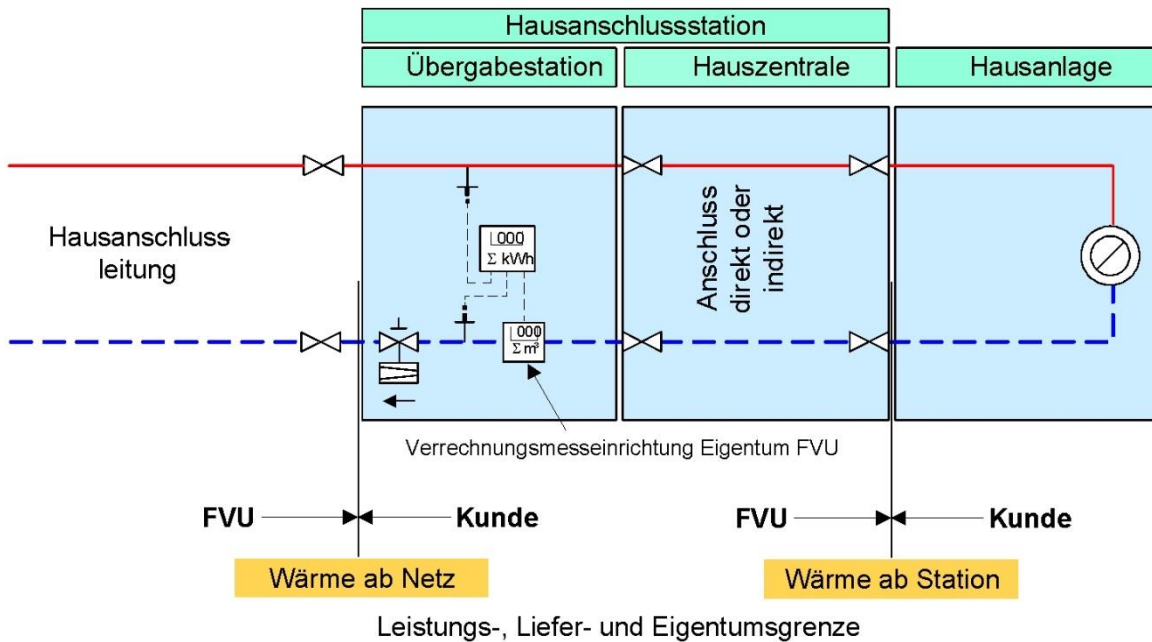 Hausanschlussstation
Übergabestation
Hauszentrale
Hausanlage
Hausanschluss-
leitung
000
Σ kWh
000
Σ m³
Anschluss
direkt oder
indirekt
Verrechnungsmesseinrichtung Eigentum FVU
FVU
Kunde
FVU
Kunde
Wärme ab Netz
Wärme ab Station
Leistungs-, Liefer- und Eigentumsgrenze